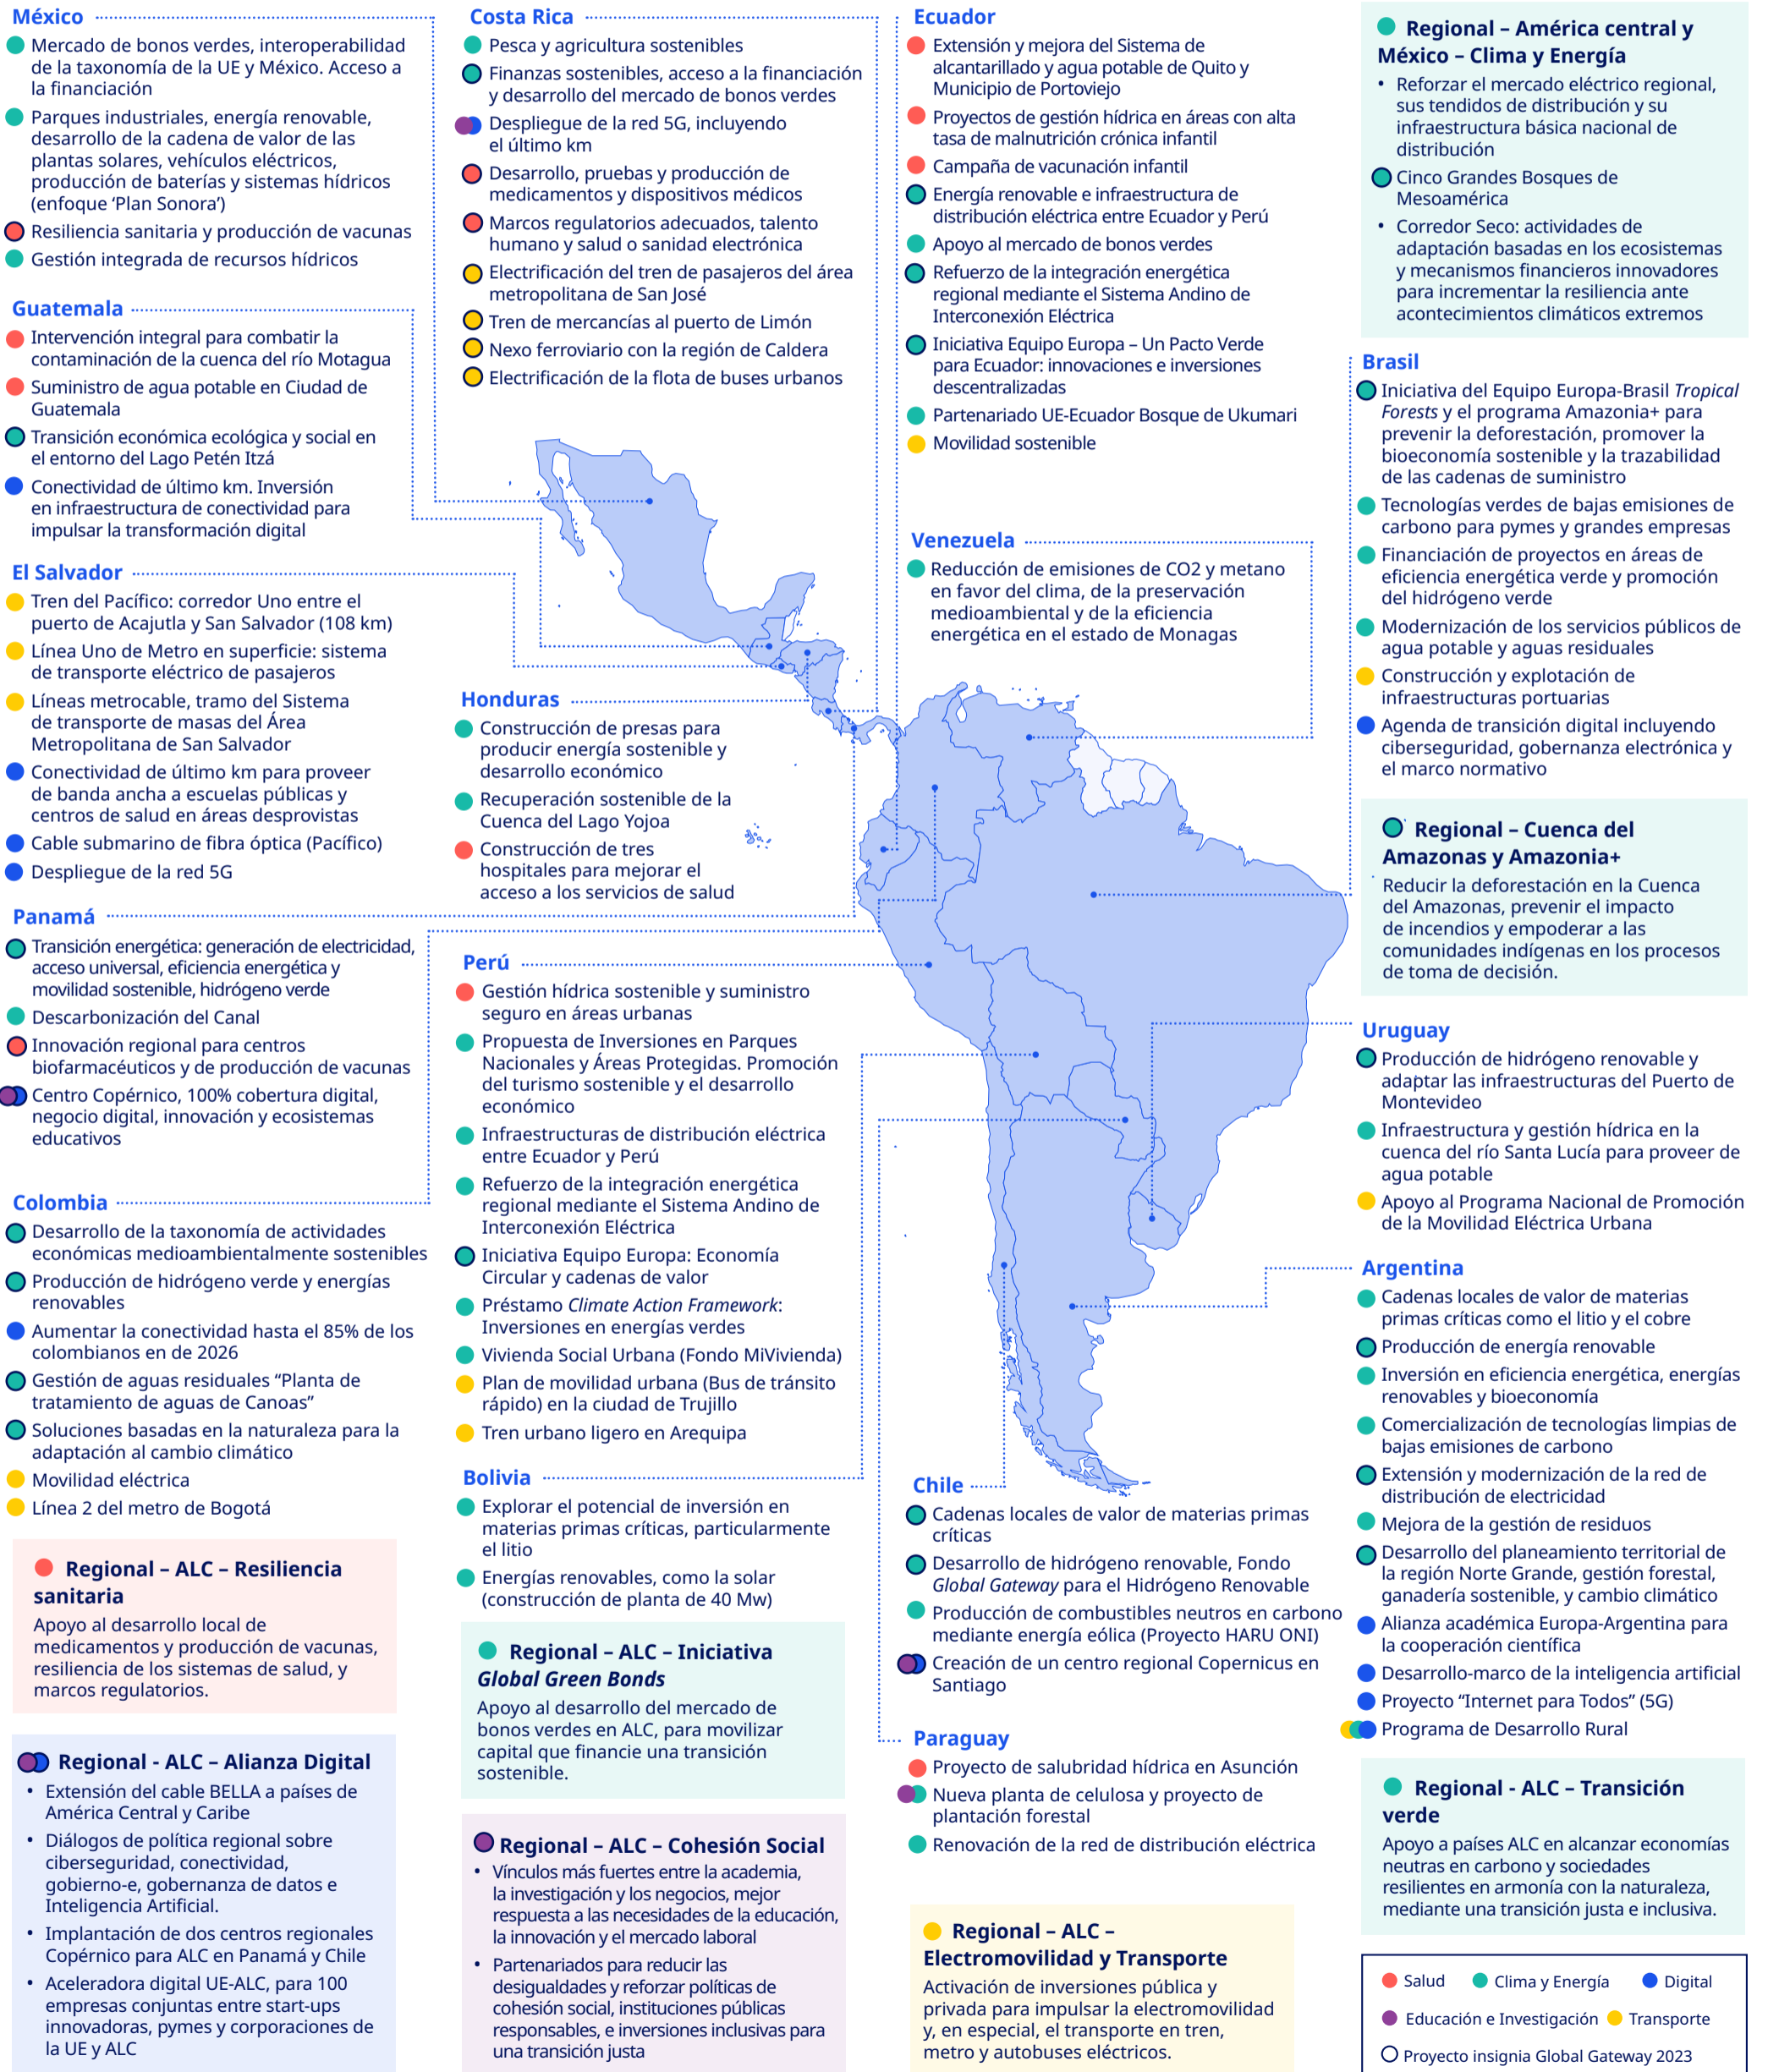 México
Mercado de bonos verdes, interoperabilidad
de la taxonomía de la UE y México. Acceso a
la financiación
Parques industriales, energía renovable,
desarrollo de la cadena de valor de las
plantas solares, vehículos eléctricos,
producción de baterías y sistemas hídricos
(enfoque ‘Plan Sonora’)
Resiliencia sanitaria y producción de vacunas
Gestión integrada de recursos hídricos
Guatemala
Intervención integral para combatir la
contaminación de la cuenca del río Motagua
Suministro de agua potable en Ciudad de
Guatemala
Transición económica ecológica y social en
el entorno del Lago Petén Itzá
Conectividad de último km. Inversión
en infraestructura de conectividad para
impulsar la transformación digital
El Salvador
Tren del Pacífico: corredor Uno entre el
puerto de Acajutla y San Salvador (108 km)
Línea Uno de Metro en superficie: sistema
de transporte eléctrico de pasajeros
Líneas metrocable, tramo del Sistema
de transporte de masas del Área
Metropolitana de San Salvador
Conectividad de último km para proveer
de banda ancha a escuelas públicas y
centros de salud en áreas desprovistas
Cable submarino de fibra óptica (Pacífico)
Despliegue de la red 5G
Panamá
Transición energética: generación de electricidad,
acceso universal, eficiencia energética y
movilidad sostenible, hidrógeno verde
Descarbonización del Canal
Innovación regional para centros
biofarmacéuticos y de producción de vacunas
Centro Copérnico, 100% cobertura digital,
negocio digital, innovación y ecosistemas
educativos
Colombia
Desarrollo de la taxonomía de actividades
económicas medioambientalmente sostenibles
Producción de hidrógeno verde y energías
renovables
Aumentar la conectividad hasta el 85% de los
colombianos en de 2026
Gestión de aguas residuales “Planta de
tratamiento de aguas de Canoas”
Soluciones basadas en la naturaleza para la
adaptación al cambio climático
Movilidad eléctrica
Línea 2 del metro de Bogotá
Regional – ALC – Resiliencia
sanitaria
Apoyo al desarrollo local de
medicamentos y producción de vacunas,
resiliencia de los sistemas de salud, y
marcos regulatorios.
Regional - ALC – Alianza Digital
• Extensión del cable BELLA a países de
América Central y Caribe
• Diálogos de política regional sobre
ciberseguridad, conectividad,
gobierno-e, gobernanza de datos e
Inteligencia Artificial.
• Implantación de dos centros regionales
Copérnico para ALC en Panamá y Chile
• Aceleradora digital UE-ALC, para 100
empresas conjuntas entre start-ups
innovadoras, pymes y corporaciones de
la UE y ALC
Costa Rica
Pesca y agricultura sostenibles
Finanzas sostenibles, acceso a la financiación
y desarrollo del mercado de bonos verdes
Despliegue de la red 5G, incluyendo
el último km
Desarrollo, pruebas y producción de
medicamentos y dispositivos médicos
Marcos regulatorios adecuados, talento
humano y salud o sanidad electrónica
Electrificación del tren de pasajeros del área
metropolitana de San José
Tren de mercancías al puerto de Limón
Nexo ferroviario con la región de Caldera
Electrificación de la flota de buses urbanos
Honduras
Construcción de presas para
producir energía sostenible y
desarrollo económico
Recuperación sostenible de la
Cuenca del Lago Yojoa
Construcción de tres
hospitales para mejorar el
acceso a los servicios de salud
Perú
Gestión hídrica sostenible y suministro
seguro en áreas urbanas
Propuesta de Inversiones en Parques
Nacionales y Áreas Protegidas. Promoción
del turismo sostenible y el desarrollo
económico
Infraestructuras de distribución eléctrica
entre Ecuador y Perú
Refuerzo de la integración energética
regional mediante el Sistema Andino de
Interconexión Eléctrica
Iniciativa Equipo Europa: Economía
Circular y cadenas de valor
Préstamo Climate Action Framework:
Inversiones en energías verdes
Vivienda Social Urbana (Fondo MiVivienda)
Plan de movilidad urbana (Bus de tránsito
rápido) en la ciudad de Trujillo
Tren urbano ligero en Arequipa
Bolivia
Explorar el potencial de inversión en
materias primas críticas, particularmente
el litio
Energías renovables, como la solar
(construcción de planta de 40 Mw)
Regional – ALC – Iniciativa
Global Green Bonds
Apoyo al desarrollo del mercado de
bonos verdes en ALC, para movilizar
capital que financie una transición
sostenible.
Regional – ALC – Cohesión Social
• Vínculos más fuertes entre la academia,
la investigación y los negocios, mejor
respuesta a las necesidades de la educación,
la innovación y el mercado laboral
• Partenariados para reducir las
desigualdades y reforzar políticas de
cohesión social, instituciones públicas
responsables, e inversiones inclusivas para
una transición justa
Ecuador
Extensión y mejora del Sistema de
alcantarillado y agua potable de Quito y
Municipio de Portoviejo
Proyectos de gestión hídrica en áreas con alta
tasa de malnutrición crónica infantil
Campaña de vacunación infantil
Energía renovable e infraestructura de
distribución eléctrica entre Ecuador y Perú
Apoyo al mercado de bonos verdes
Refuerzo de la integración energética
regional mediante el Sistema Andino de
Interconexión Eléctrica
Iniciativa Equipo Europa – Un Pacto Verde
para Ecuador: innovaciones e inversiones
descentralizadas
Partenariado UE-Ecuador Bosque de Ukumari
Movilidad sostenible
Venezuela
Reducción de emisiones de CO2 y metano
en favor del clima, de la preservación
medioambiental y de la eficiencia
energética en el estado de Monagas
Chile
Cadenas locales de valor de materias primas
críticas
Desarrollo de hidrógeno renovable, Fondo
Global Gateway para el Hidrógeno Renovable
Producción de combustibles neutros en carbono
mediante energía eólica (Proyecto HARU ONI)
Creación de un centro regional Copernicus en
Santiago
Paraguay
Proyecto de salubridad hídrica en Asunción
Nueva planta de celulosa y proyecto de
plantación forestal
Renovación de la red de distribución eléctrica
Regional – ALC –
Electromovilidad y Transporte
Activación de inversiones pública y
privada para impulsar la electromovilidad
y, en especial, el transporte en tren,
metro y autobuses eléctricos.
Regional – América central y
México – Clima y Energía
• Reforzar el mercado eléctrico regional,
sus tendidos de distribución y su
infraestructura básica nacional de
distribución
Cinco Grandes Bosques de
Mesoamérica
• Corredor Seco: actividades de
adaptación basadas en los ecosistemas
y mecanismos financieros innovadores
para incrementar la resiliencia ante
acontecimientos climáticos extremos
Brasil
Iniciativa del Equipo Europa-Brasil Tropical
Forests y el programa Amazonia+ para
prevenir la deforestación, promover la
bioeconomía sostenible y la trazabilidad
de las cadenas de suministro
Tecnologías verdes de bajas emisiones de
carbono para pymes y grandes empresas
Financiación de proyectos en áreas de
eficiencia energética verde y promoción
del hidrógeno verde
Modernización de los servicios públicos de
agua potable y aguas residuales
Construcción y explotación de
infraestructuras portuarias
Agenda de transición digital incluyendo
ciberseguridad, gobernanza electrónica y
el marco normativo
Regional – Cuenca del
Amazonas y Amazonia+
Reducir la deforestación en la Cuenca
del Amazonas, prevenir el impacto
de incendios y empoderar a las
comunidades indígenas en los procesos
de toma de decisión.
Uruguay
Producción de hidrógeno renovable y
adaptar las infraestructuras del Puerto de
Montevideo
Infraestructura y gestión hídrica en la
cuenca del río Santa Lucía para proveer de
agua potable
Apoyo al Programa Nacional de Promoción
de la Movilidad Eléctrica Urbana
Argentina
Cadenas locales de valor de materias
primas críticas como el litio y el cobre
Producción de energía renovable
Inversión en eficiencia energética, energías
renovables y bioeconomía
Comercialización de tecnologías limpias de
bajas emisiones de carbono
Extensión y modernización de la red de
distribución de electricidad
Mejora de la gestión de residuos
Desarrollo del planeamiento territorial de
la región Norte Grande, gestión forestal,
ganadería sostenible, y cambio climático
Alianza académica Europa-Argentina para
la cooperación científica
Desarrollo-marco de la inteligencia artificial
Proyecto “Internet para Todos” (5G)
Programa de Desarrollo Rural
Regional - ALC – Transición
verde
Apoyo a países ALC en alcanzar economías
neutras en carbono y sociedades
resilientes en armonía con la naturaleza,
mediante una transición justa e inclusiva.
Salud Clima y Energía Digital
Educación e Investigación Transporte
Proyecto insignia Global Gateway 2023